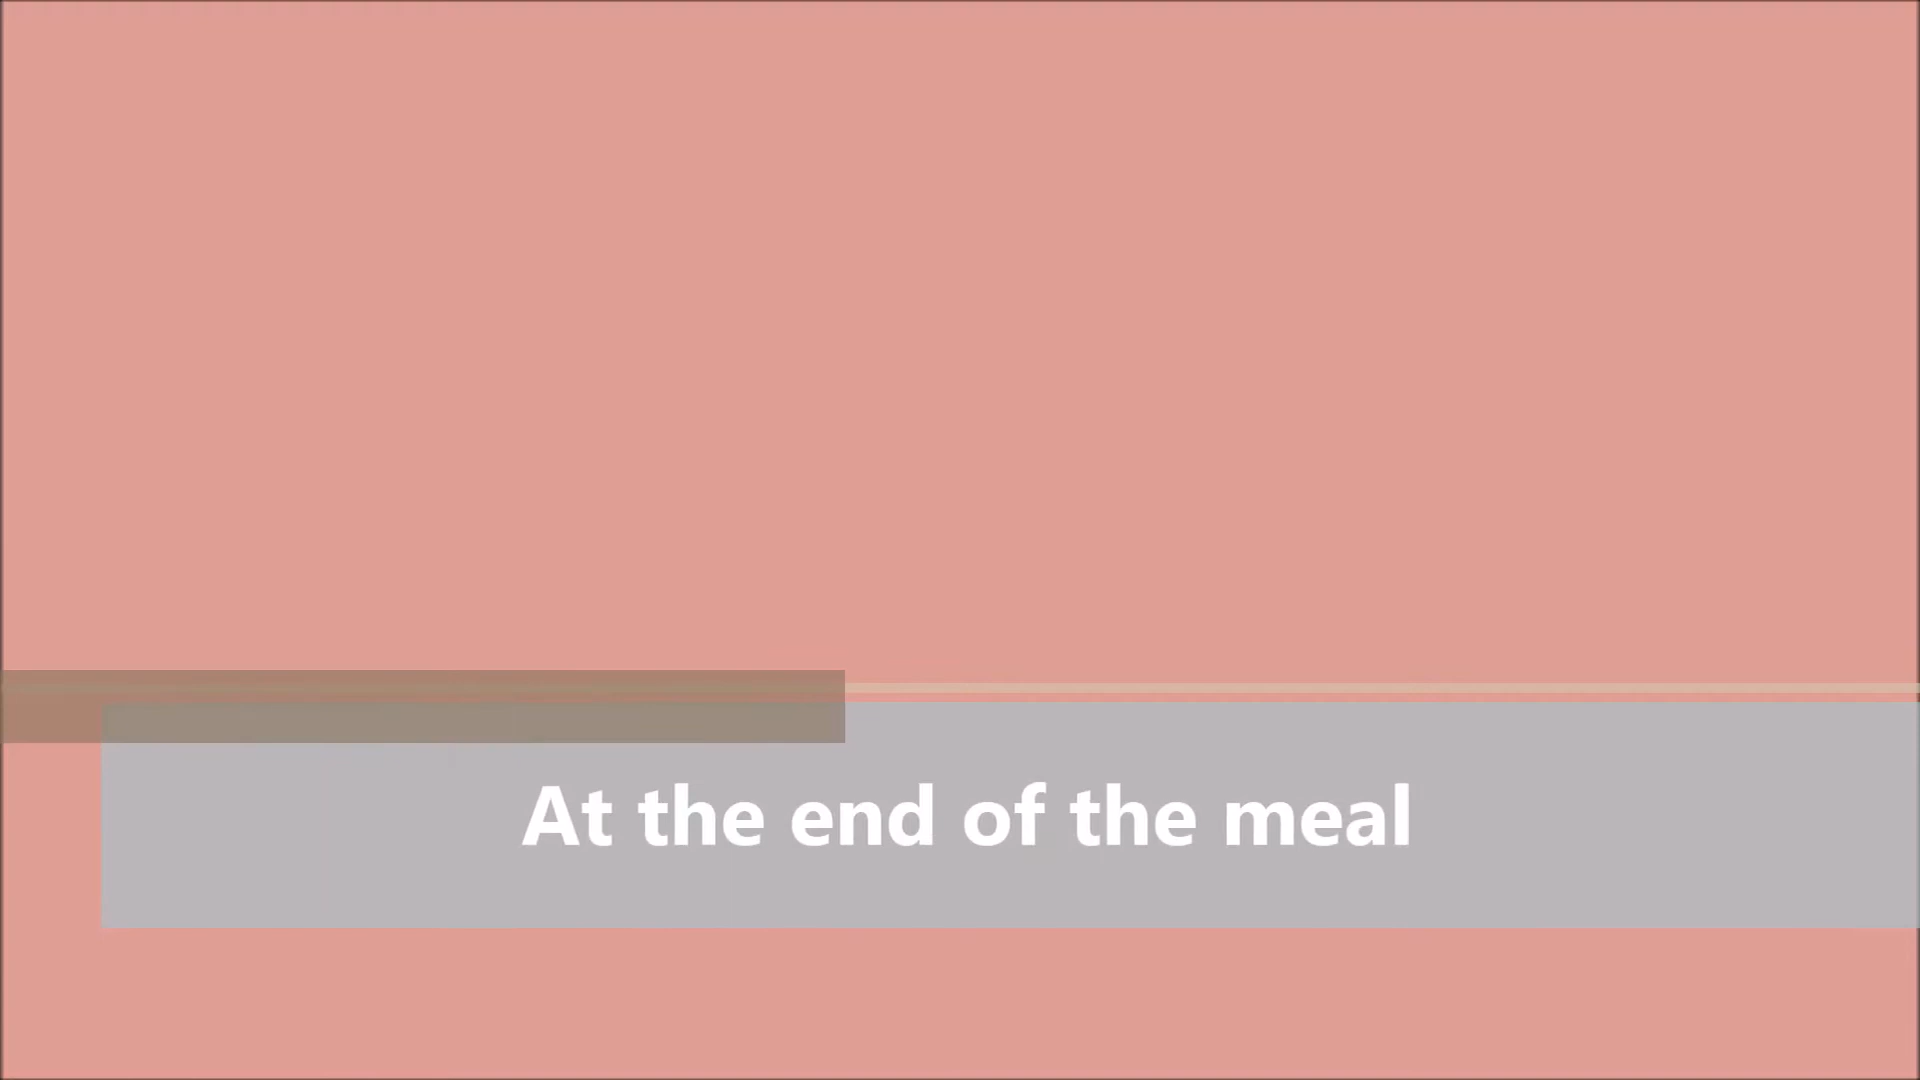 At the end of the meal